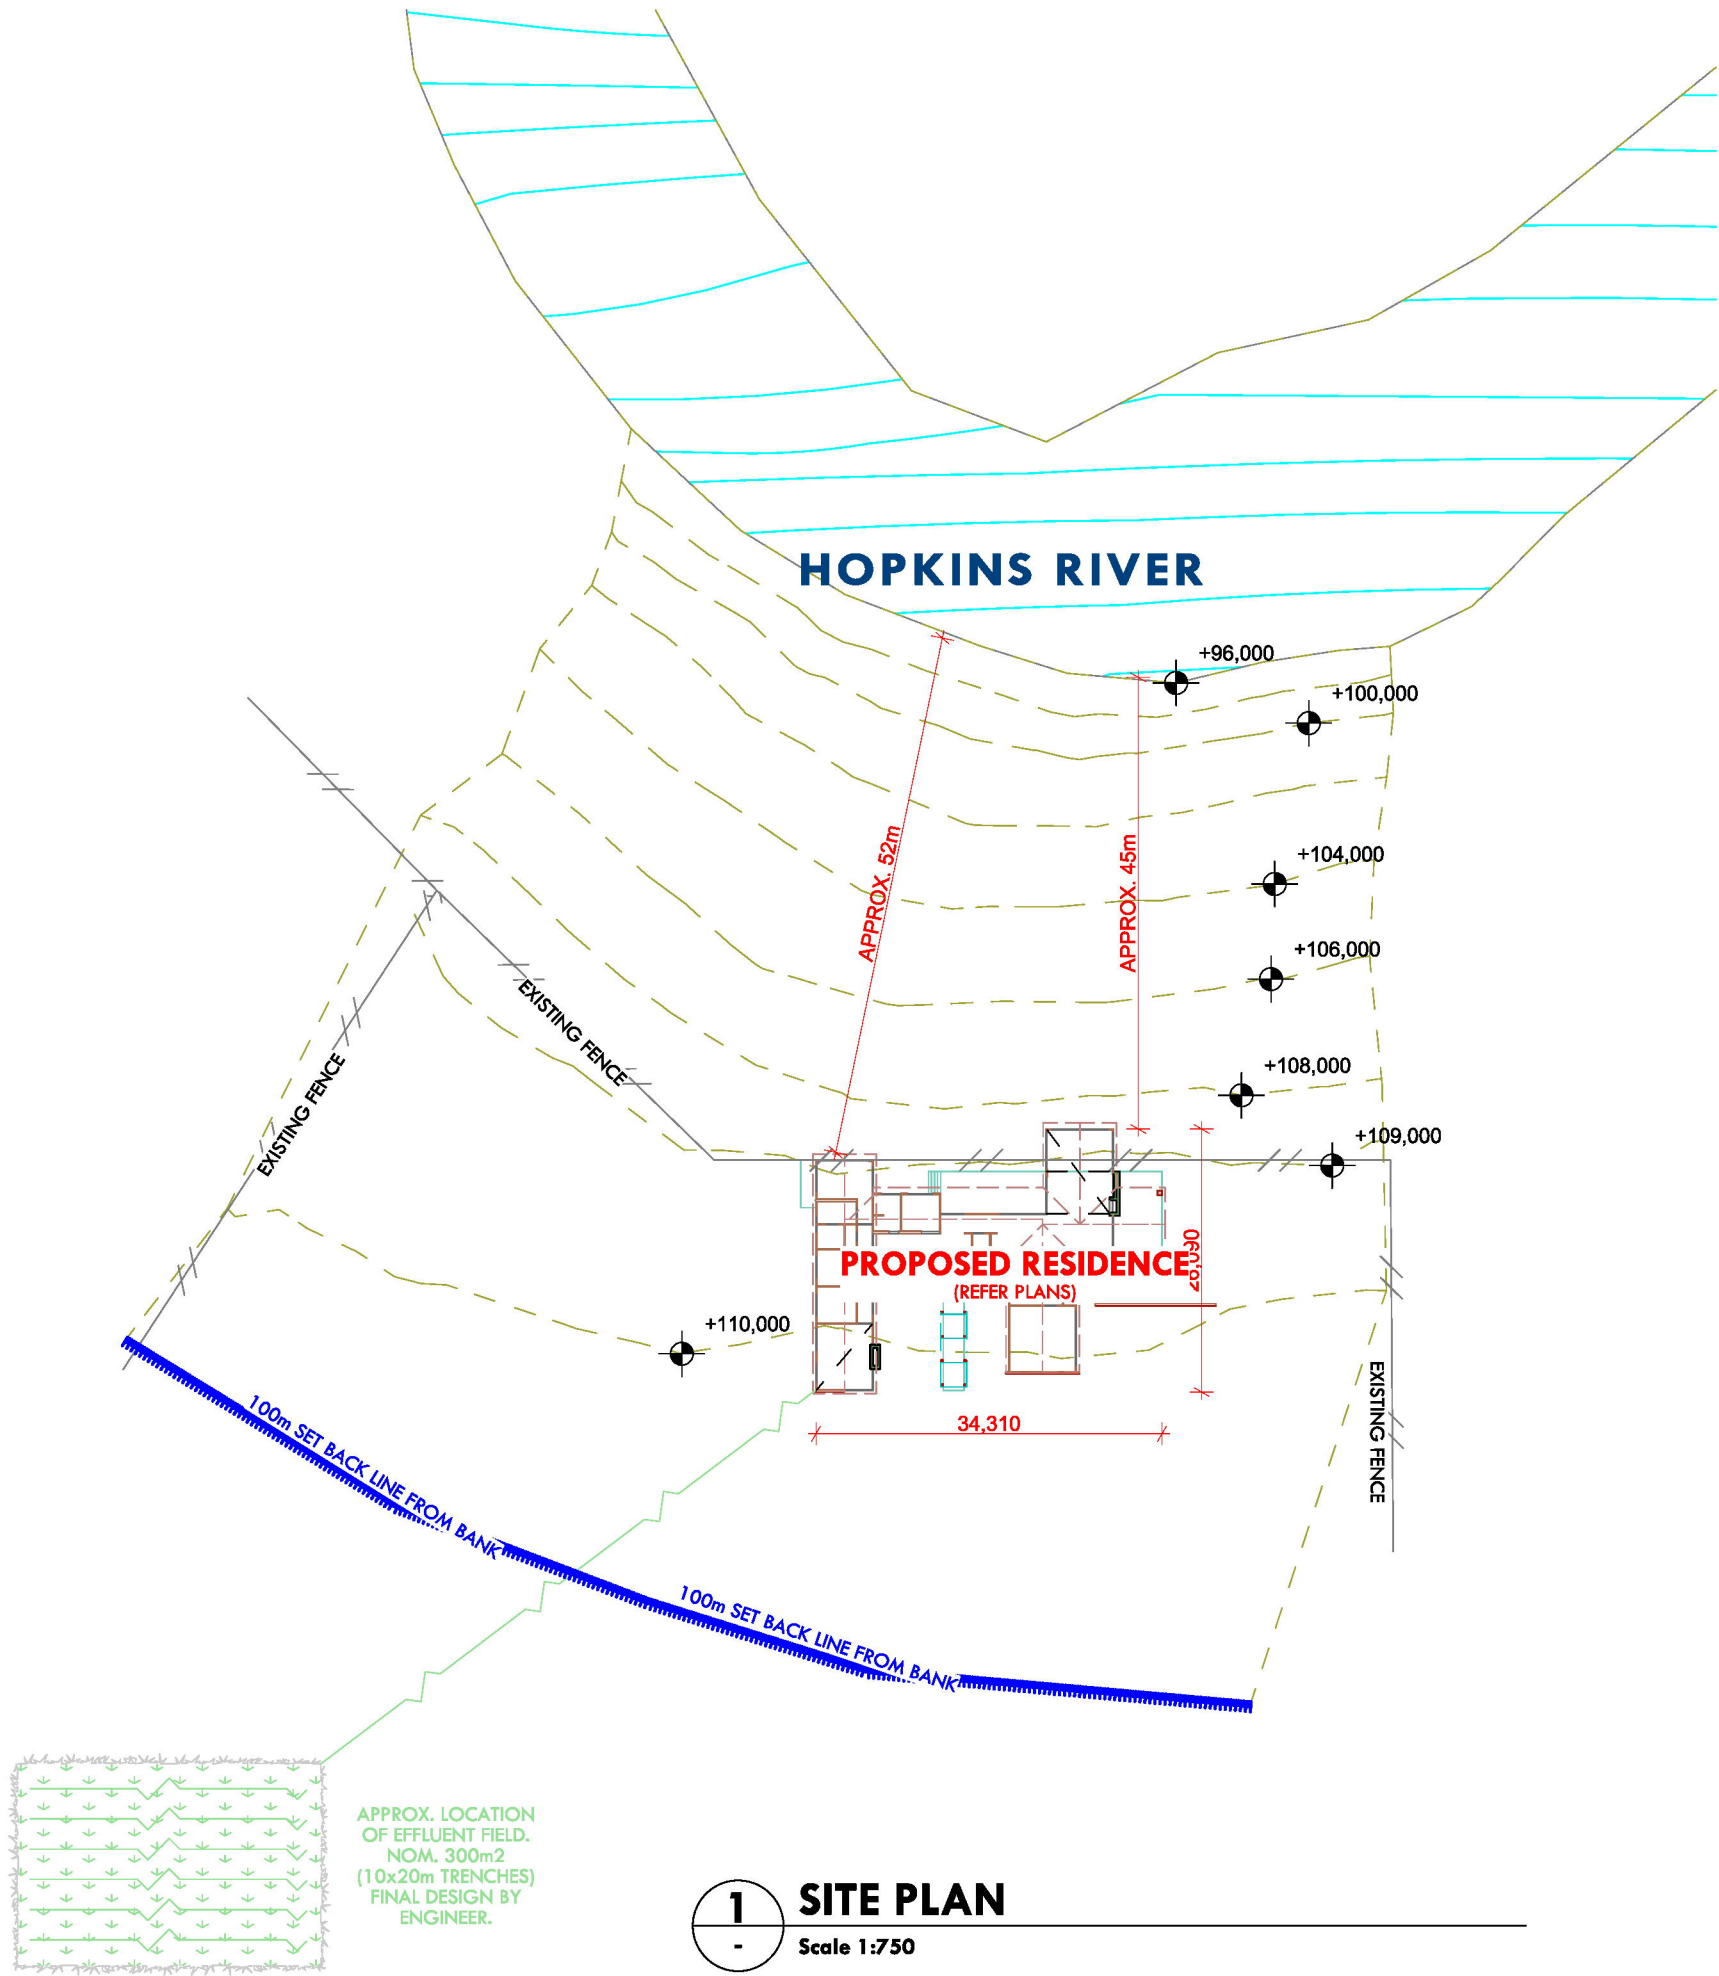 HOPKINS RIVER
+96,000
+100,000
APPROX. 52m
APPROX. 45m
+104,000
+106,000
+108,000
+109,000
EXISTING FENCE
EXISTING FENCE
PROPOSED RESIDENCE
(REFER PLANS)
+110,000
34,310
EXISTING FENCE
100m SET BACK LINE FROM BANK
100m SET BACK LINE FROM BANK
APPROX. LOCATION
OF EFFLUENT FIELD.
NOM. 300m2
(10x20m TRENCHES)
FINAL DESIGN BY
ENGINEER.
1
-
SITE PLAN
Scale 1:750